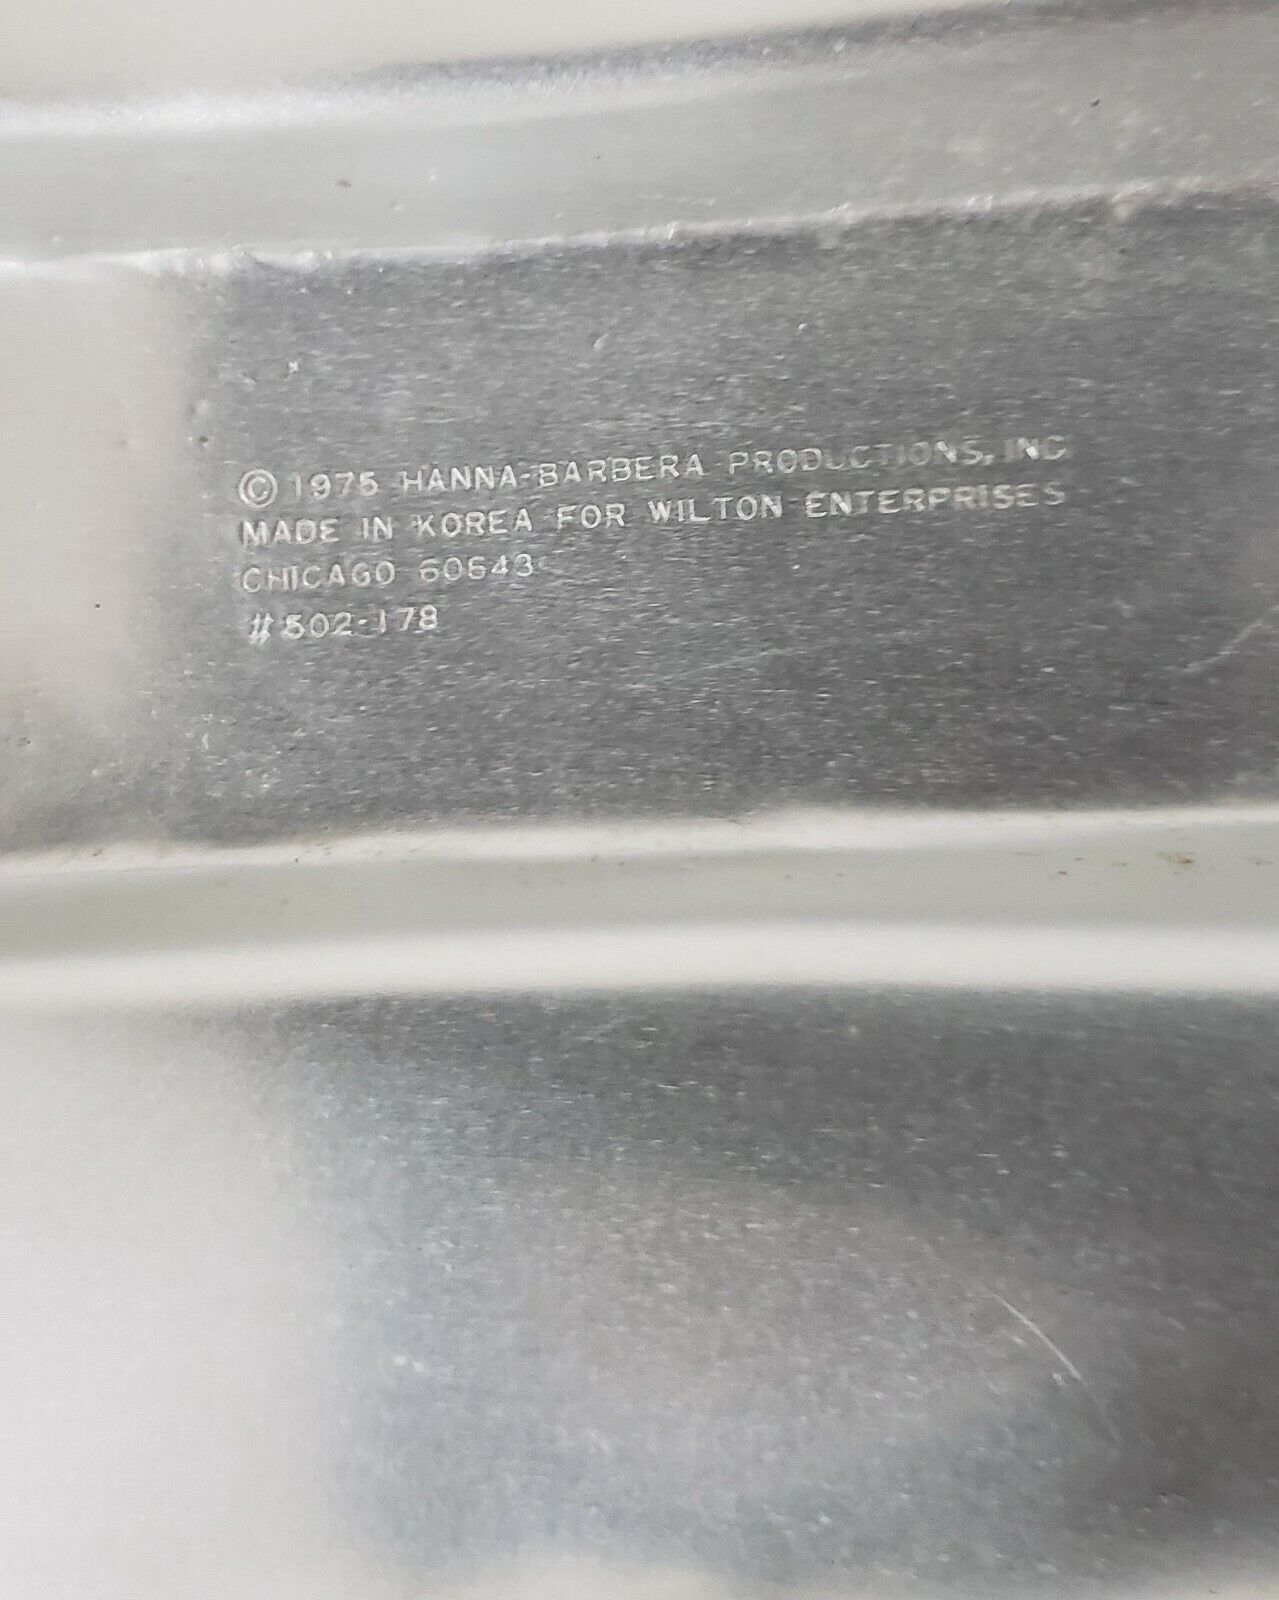 © 1975 HANNA-BARBERA PRODUCTIONS, INC
MADE IN KOREA FOR WILTON ENTERPRISES
CHICAGO 60643
#502-178